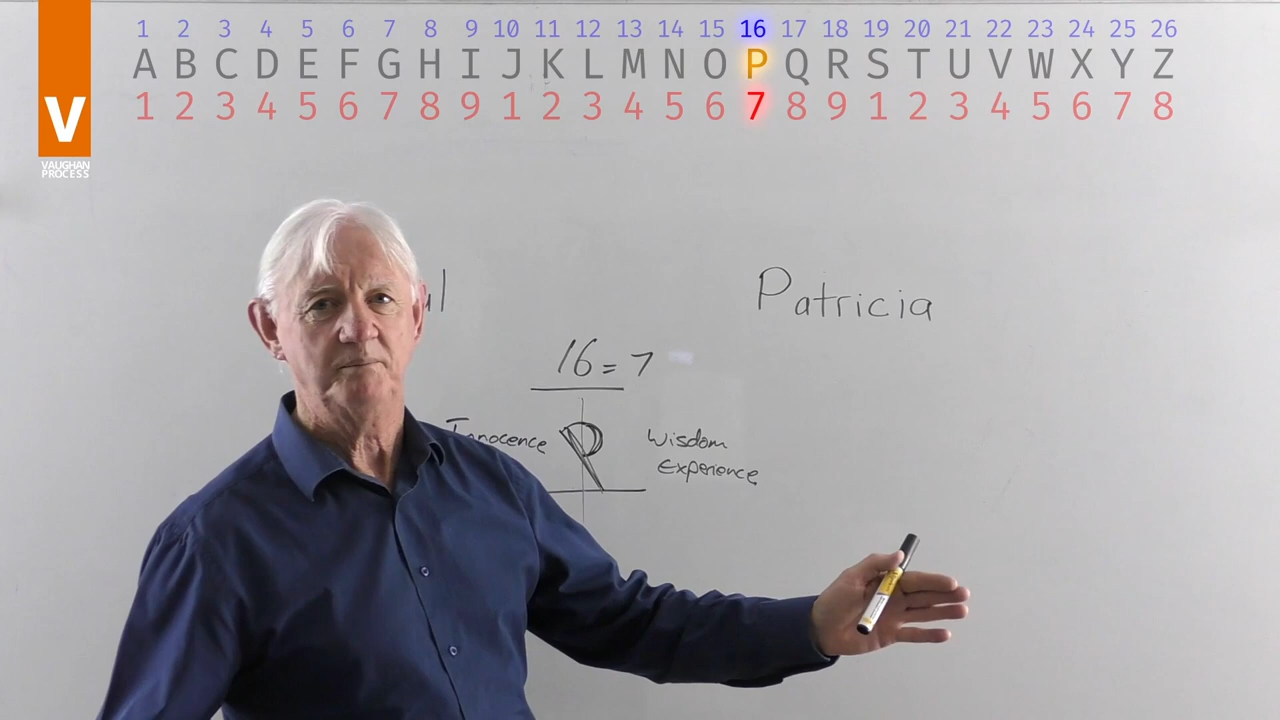 1 2 3 4 5 6 7 8 9 10 11 12 13 14 15 16 17 18 19 20 21 22 23 24 25 26
A B C D E F G H I J K L M N O P Q R S T U V W X Y Z
1 2 3 4 5 6 7 8 9 1 2 3 4 5 6 7 8 9 1 2 3 4 5 6 7 8
V
VAUGHAN
PROCESS
Patricia
16 = 7
Innocence P Wisdom
Experience